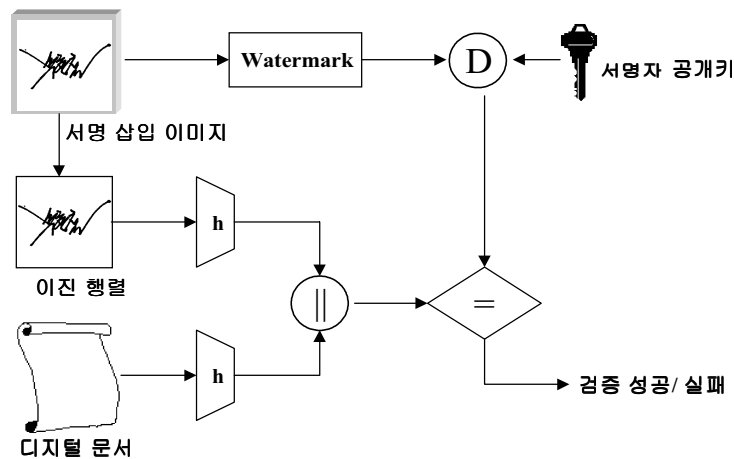 Watermark
D
서명자 공개키
서명 삽입 이미지
h
이진 행렬
||
=
h
검증 성공/ 실패
디지털 문서